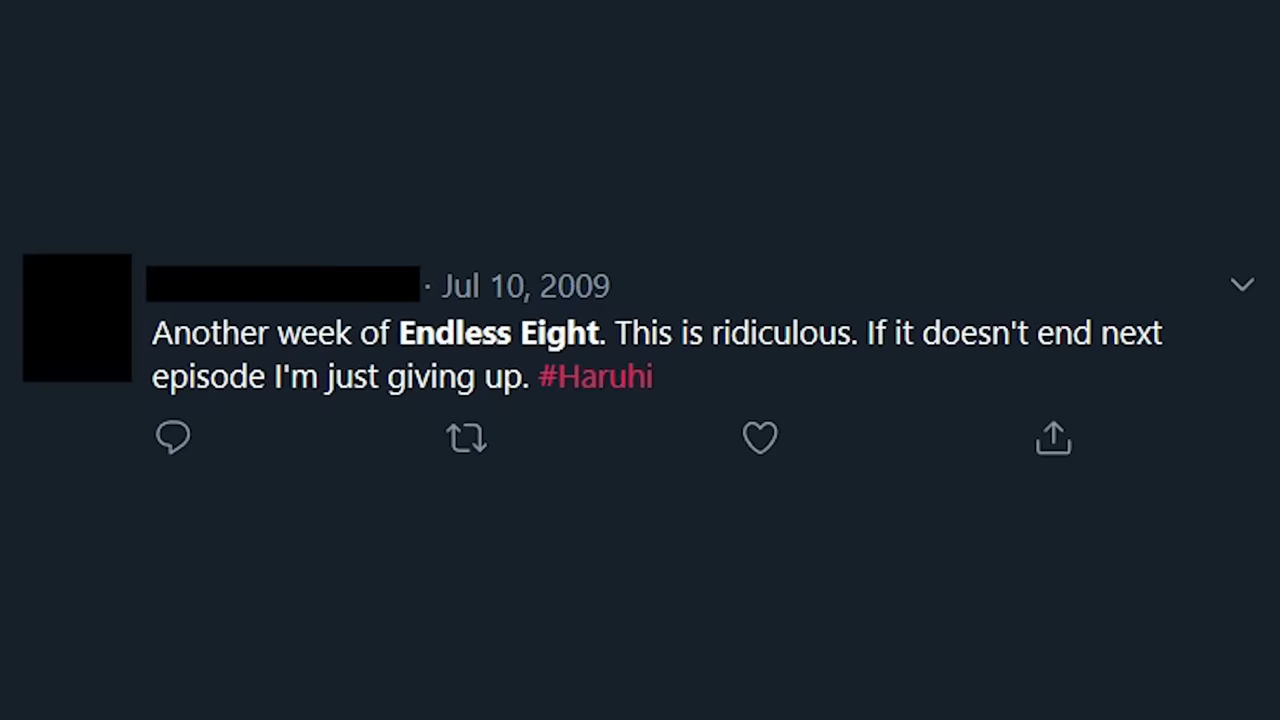 · Jul 10, 2009
Another week of Endless Eight. This is ridiculous. If it doesn't end next
episode I'm just giving up. #Haruhi